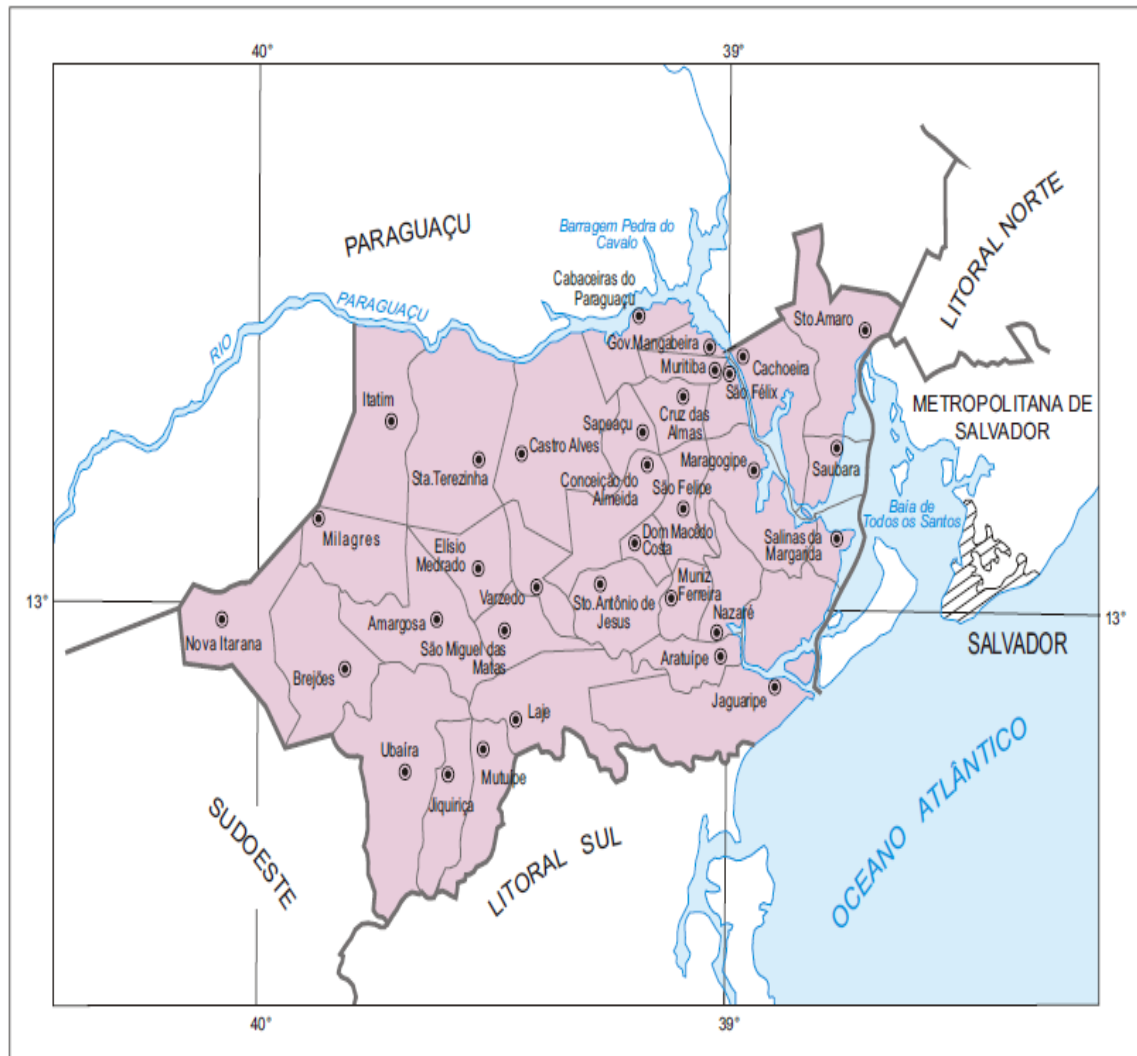 40°
39°
PARAGUAÇU
Barragem Pedra do
Cavalo
LITORAL NORTE
RIO
PARAGUAÇU
Cabaceiras do
Paraguaçu
Sto.Amaro
Gov.Mangabeira
Muritiba
Cachoeira
São Félix
Itatim
Cruz das
Almas
METROPOLITANA DE
SALVADOR
Sapeaçu
Castro Alves
Sta.Terezinha
Conceição do
Almeida
Maragogipe
Saubara
São Felipe
Baía de
Todos os Santos
Milagres
Dom Macêdo
Costa
Salinas da
Margarida
Elísio
Medrado
13°
Varzedo
Muniz
Ferreira
Sto.Antônio de
Jesus
Nazaré
13°
Nova Itarana
Amargosa
São Miguel das
Matas
Aratuípe
SALVADOR
Brejões
Jaguaripe
Laje
Ubaíra
Mutuípe
Jiquiriçá
SUDOESTE
LITORAL SUL
OCEANO ATLÂNTICO
40°
39°